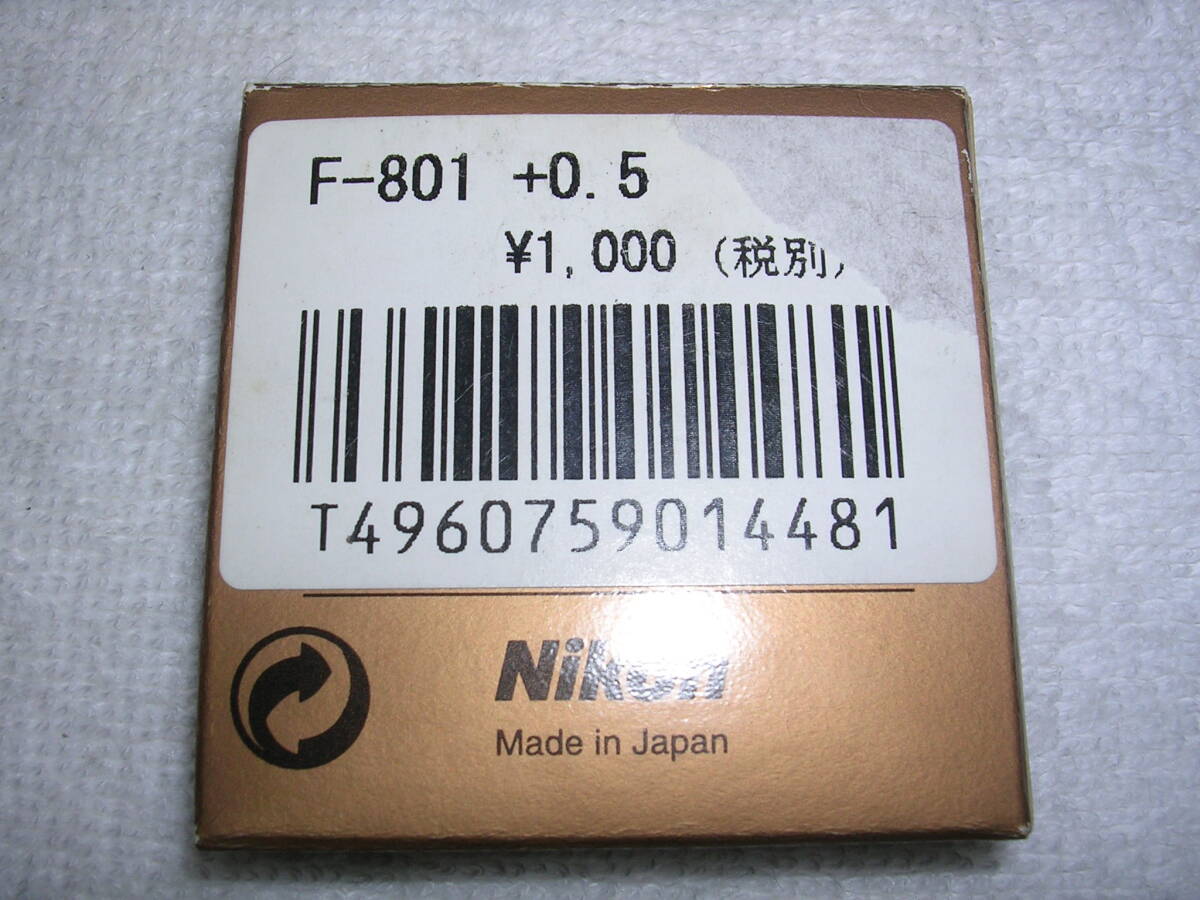 F-801 +0.5
¥1,000 (税別)
T4960759014481
Nikon
Made in Japan